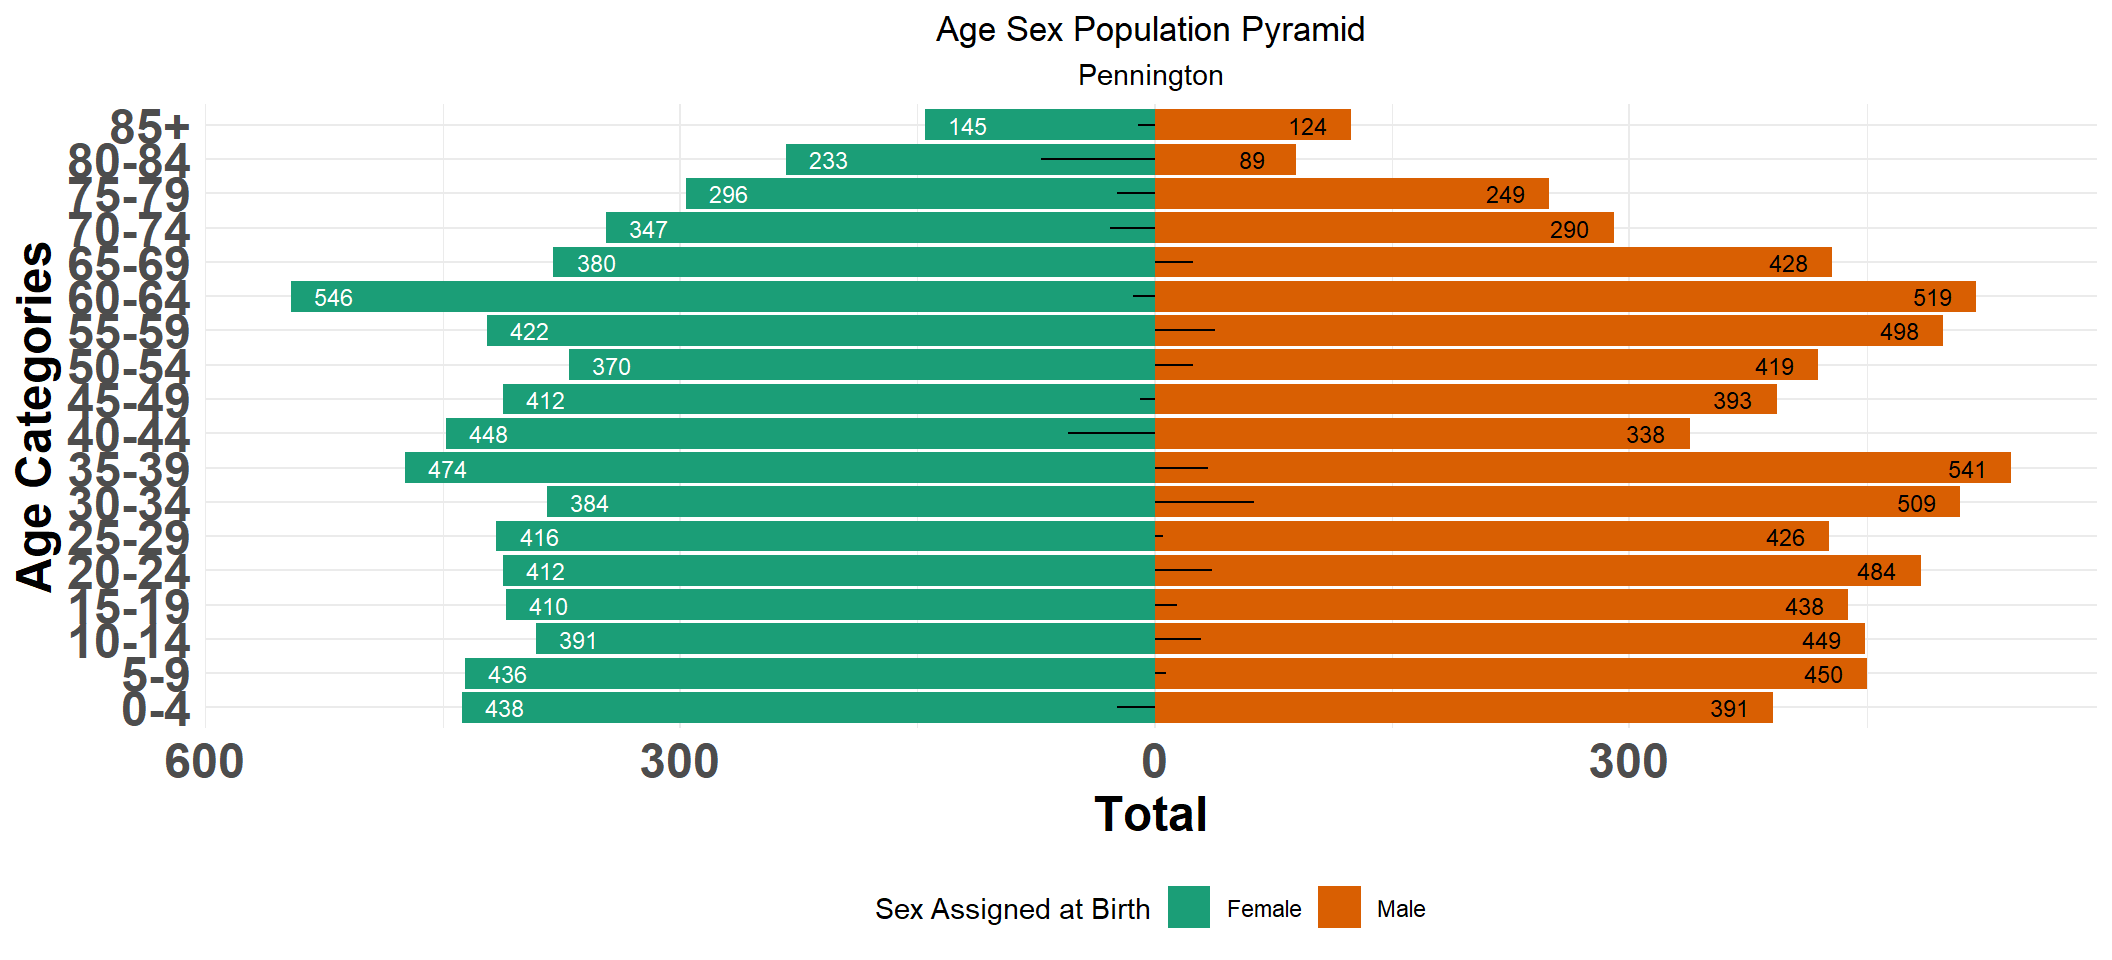 Age Sex Population Pyramid
Pennington
85+ 145 124
80-84 233 89
75-79 296 249
70-74 347 290
65-69 380 428
60-64 546 519
55-59 422 498
50-54 370 419
45-49 412 393
40-44 448 338
35-39 474 541
30-34 384 509
25-29 416 426
20-24 412 484
15-19 410 438
10-14 391 449
5-9 436 450
0-4 438 391
Age Categories
600 300 0 300
Total
Sex Assigned at Birth Female Male